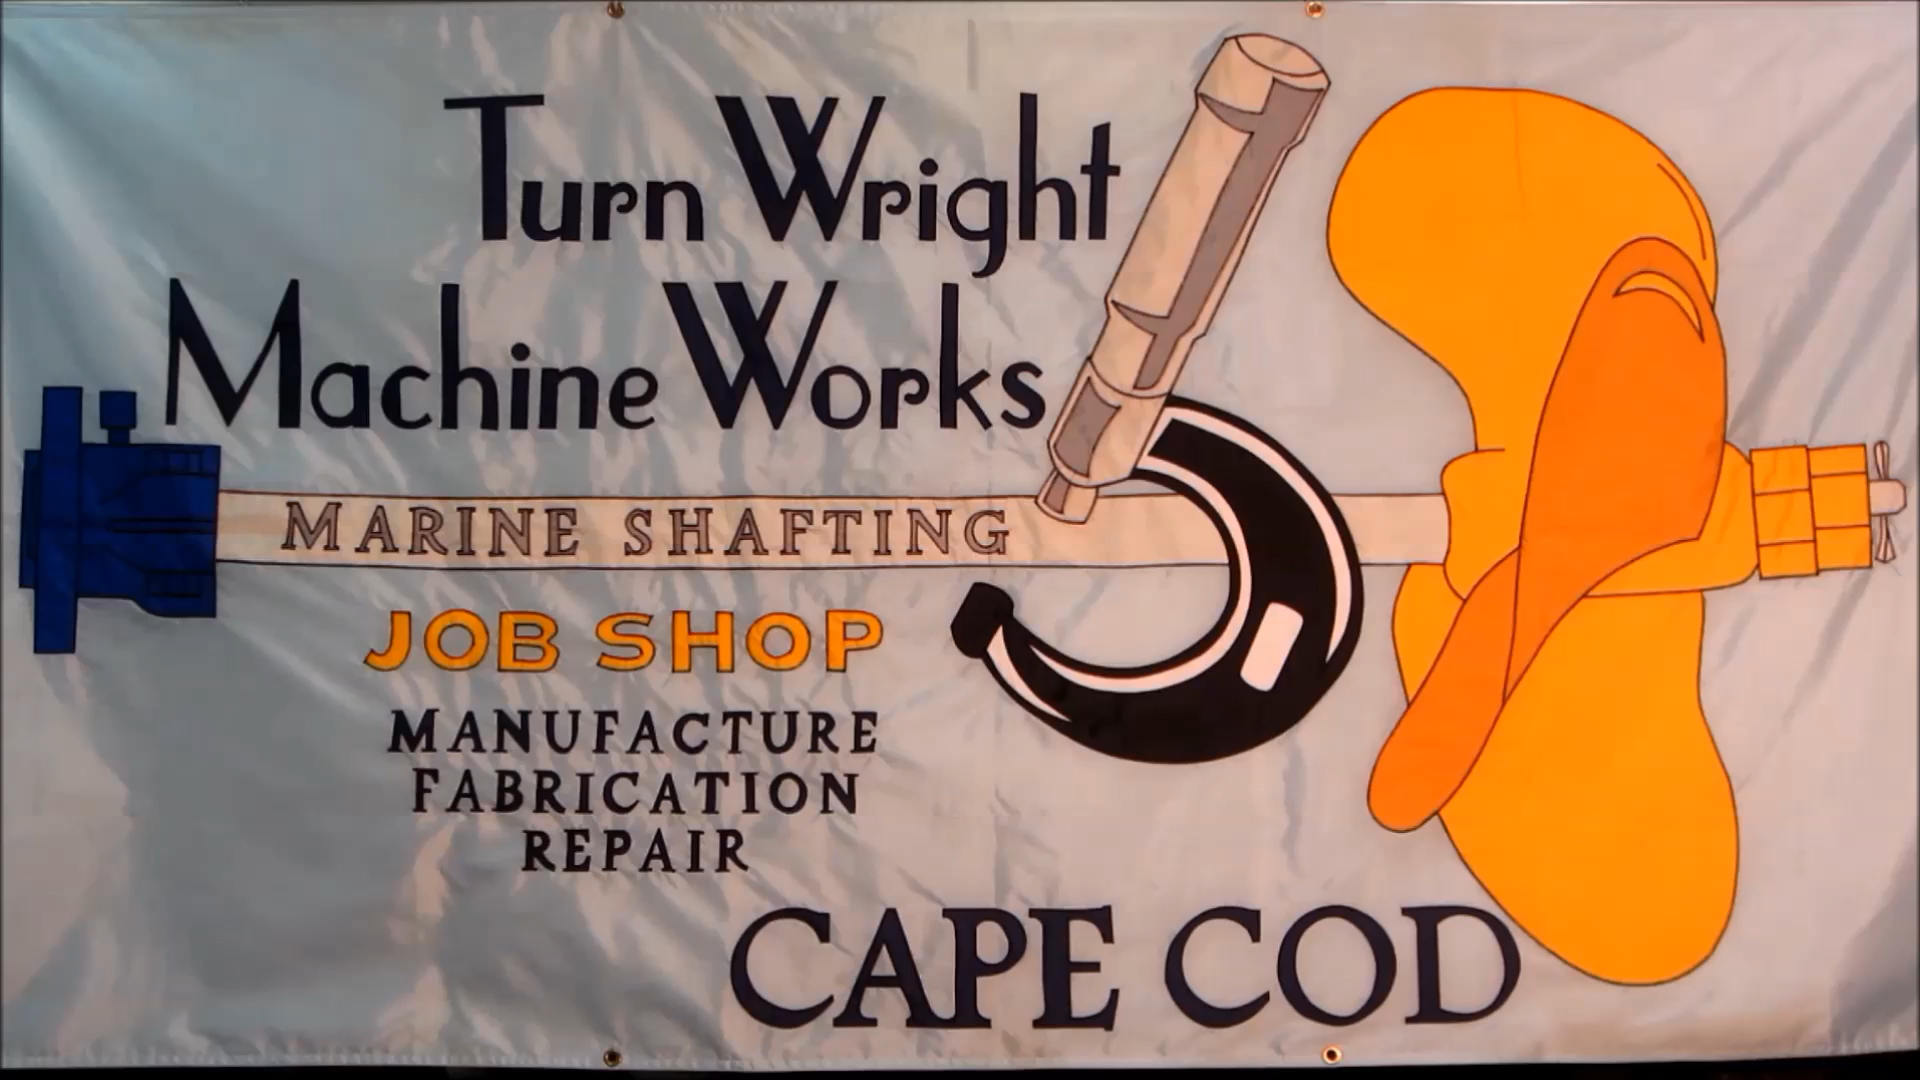 Turn Wright
Machine Works
MARINE SHAFTING
JOB SHOP
MANUFACTURE
FABRICATION
REPAIR
CAPE COD